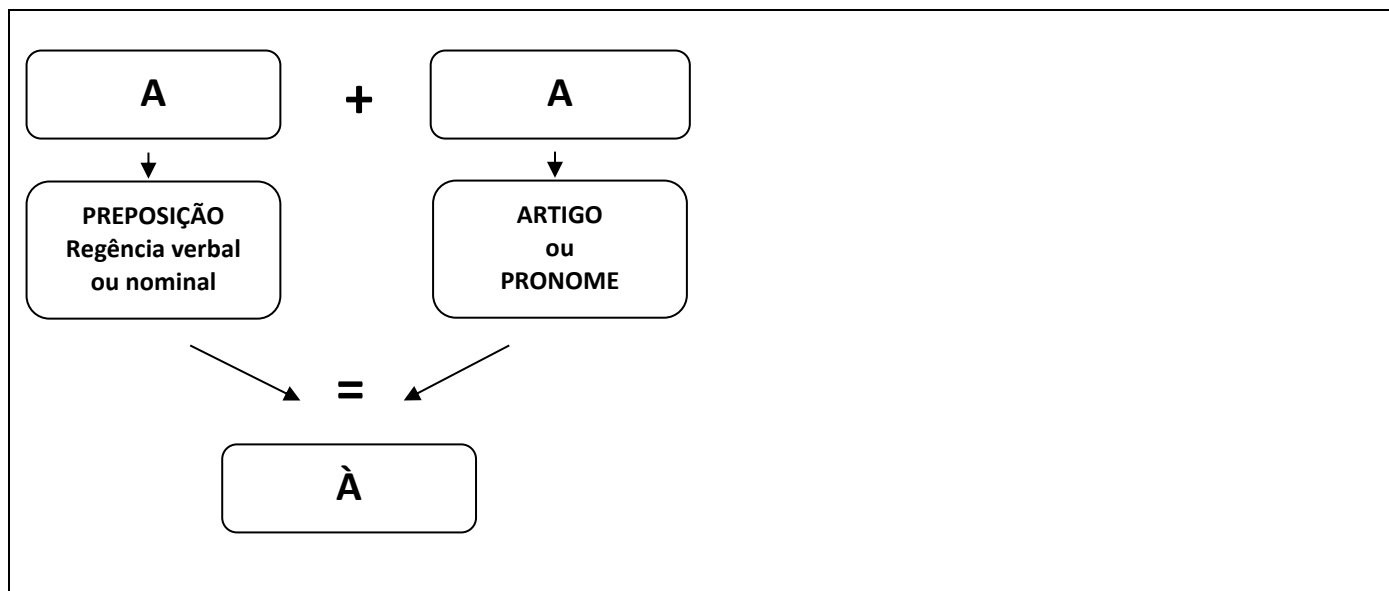 A + A
PREPOSIÇÃO
Regência verbal
ou nominal
ARTIGO
ou
PRONOME
=
À